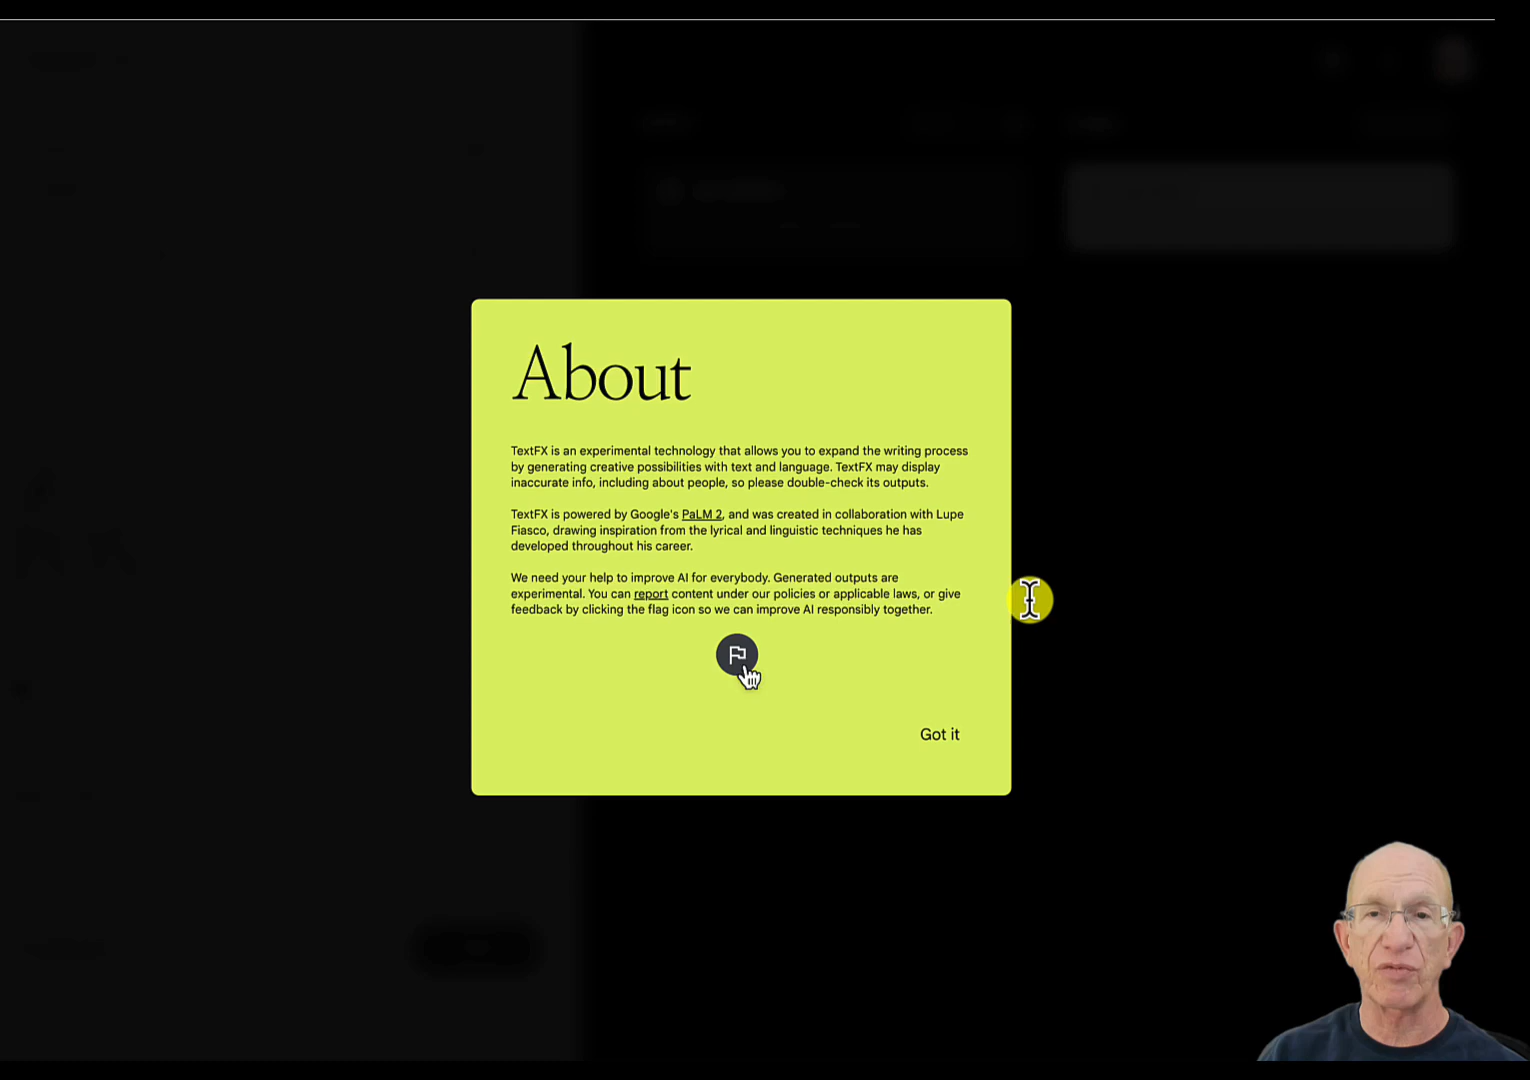 About
TextFX is an experimental technology that allows you to expand the writing process
by generating creative possibilities with text and language. TextFX may display
inaccurate info, including about people, so please double-check its outputs.
TextFX is powered by Google's PaLM 2, and was created in collaboration with Lupe
Fiasco, drawing inspiration from the lyrical and linguistic techniques he has
developed throughout his career.
We need your help to improve AI for everybody. Generated outputs are
experimental. You can report content under our policies or applicable laws, or give
feedback by clicking the flag icon so we can improve AI responsibly together.
Got it